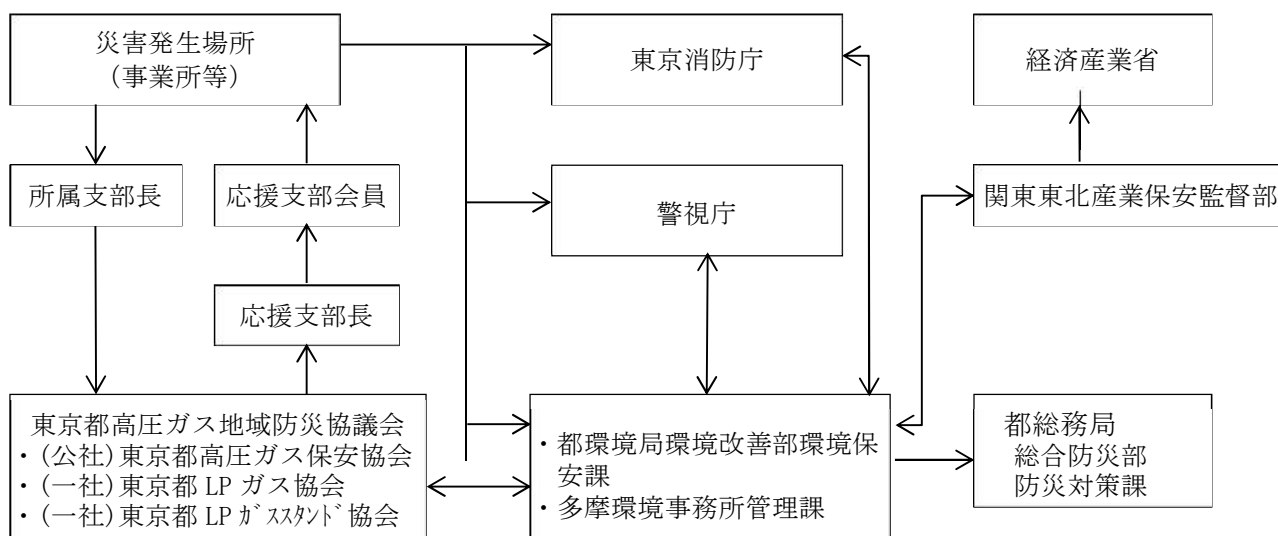 災害発生場所
(事業所等)
東京消防庁
経済産業省
所属支部長
応援支部会員
警視庁
関東東北産業保安監督部
応援支部長
東京都高圧ガス地域防災協議会
・(公社)東京都高圧ガス保安協会
・(一社)東京都 LP ガス協会
・(一社)東京都 LP ｶﾞｽｽﾀﾝﾄﾞ協会
・都環境局環境改善部環境保
安課
・多摩環境事務所管理課
都総務局
総合防災部
防災対策課